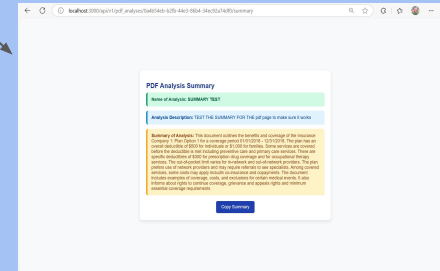 localhost:3000/api/v1/pdf_analyses/0a4b54eb-b2fb-44e3-86b4-34ec92a74df0/summary
PDF Analysis Summary
Name of Analysis: SUMMARY TEST
Analysis Description: TEST THE SUMMARY FOR THE pdf page to make sure it works
Summary of Analysis: This document outlines the benefits and coverage of the Insurance
Company 1: Plan Option 1 for a coverage period 01/01/2018 - 12/31/2018. The plan has an
overall deductible of $500 for individuals or $1,000 for families. Some services are covered
before the deductible is met including preventive care and primary care services. There are
specific deductibles of $300 for prescription drug coverage and for occupational therapy
services. The out-of-pocket limit varies for in-network and out-of-network providers. The plan
prefers use of network providers and may require referrals to see specialists. Among covered
services, some costs may apply include co-insurance and copayments. The document
includes examples of coverage, costs, and exclusions for certain medical events. It also
informs about rights to continue coverage, grievance and appeals rights and minimum
essential coverage requirements
Copy Summary